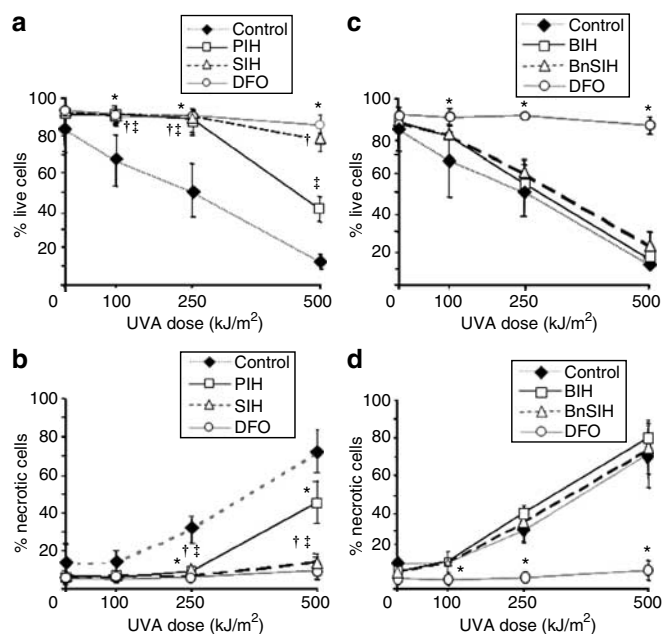 a
Control
PIH
SIH
DFO
100
80
60
40
20
% live cells
*
*
*
†‡
†‡
†
‡
0 100 250 500
UVA dose (kJ/m²)
c
Control
BIH
BnSIH
DFO
100
80
60
40
20
% live cells
*
*
*
0 100 250 500
UVA dose (kJ/m²)
b
Control
PIH
SIH
DFO
100
80
60
40
20
% necrotic cells
*
† ‡
*
† ‡
0 100 250 500
UVA dose (kJ/m²)
d
Control
BIH
BnSIH
DFO
100
80
60
40
20
% necrotic cells
*
*
*
0 100 250 500
UVA dose (kJ/m²)